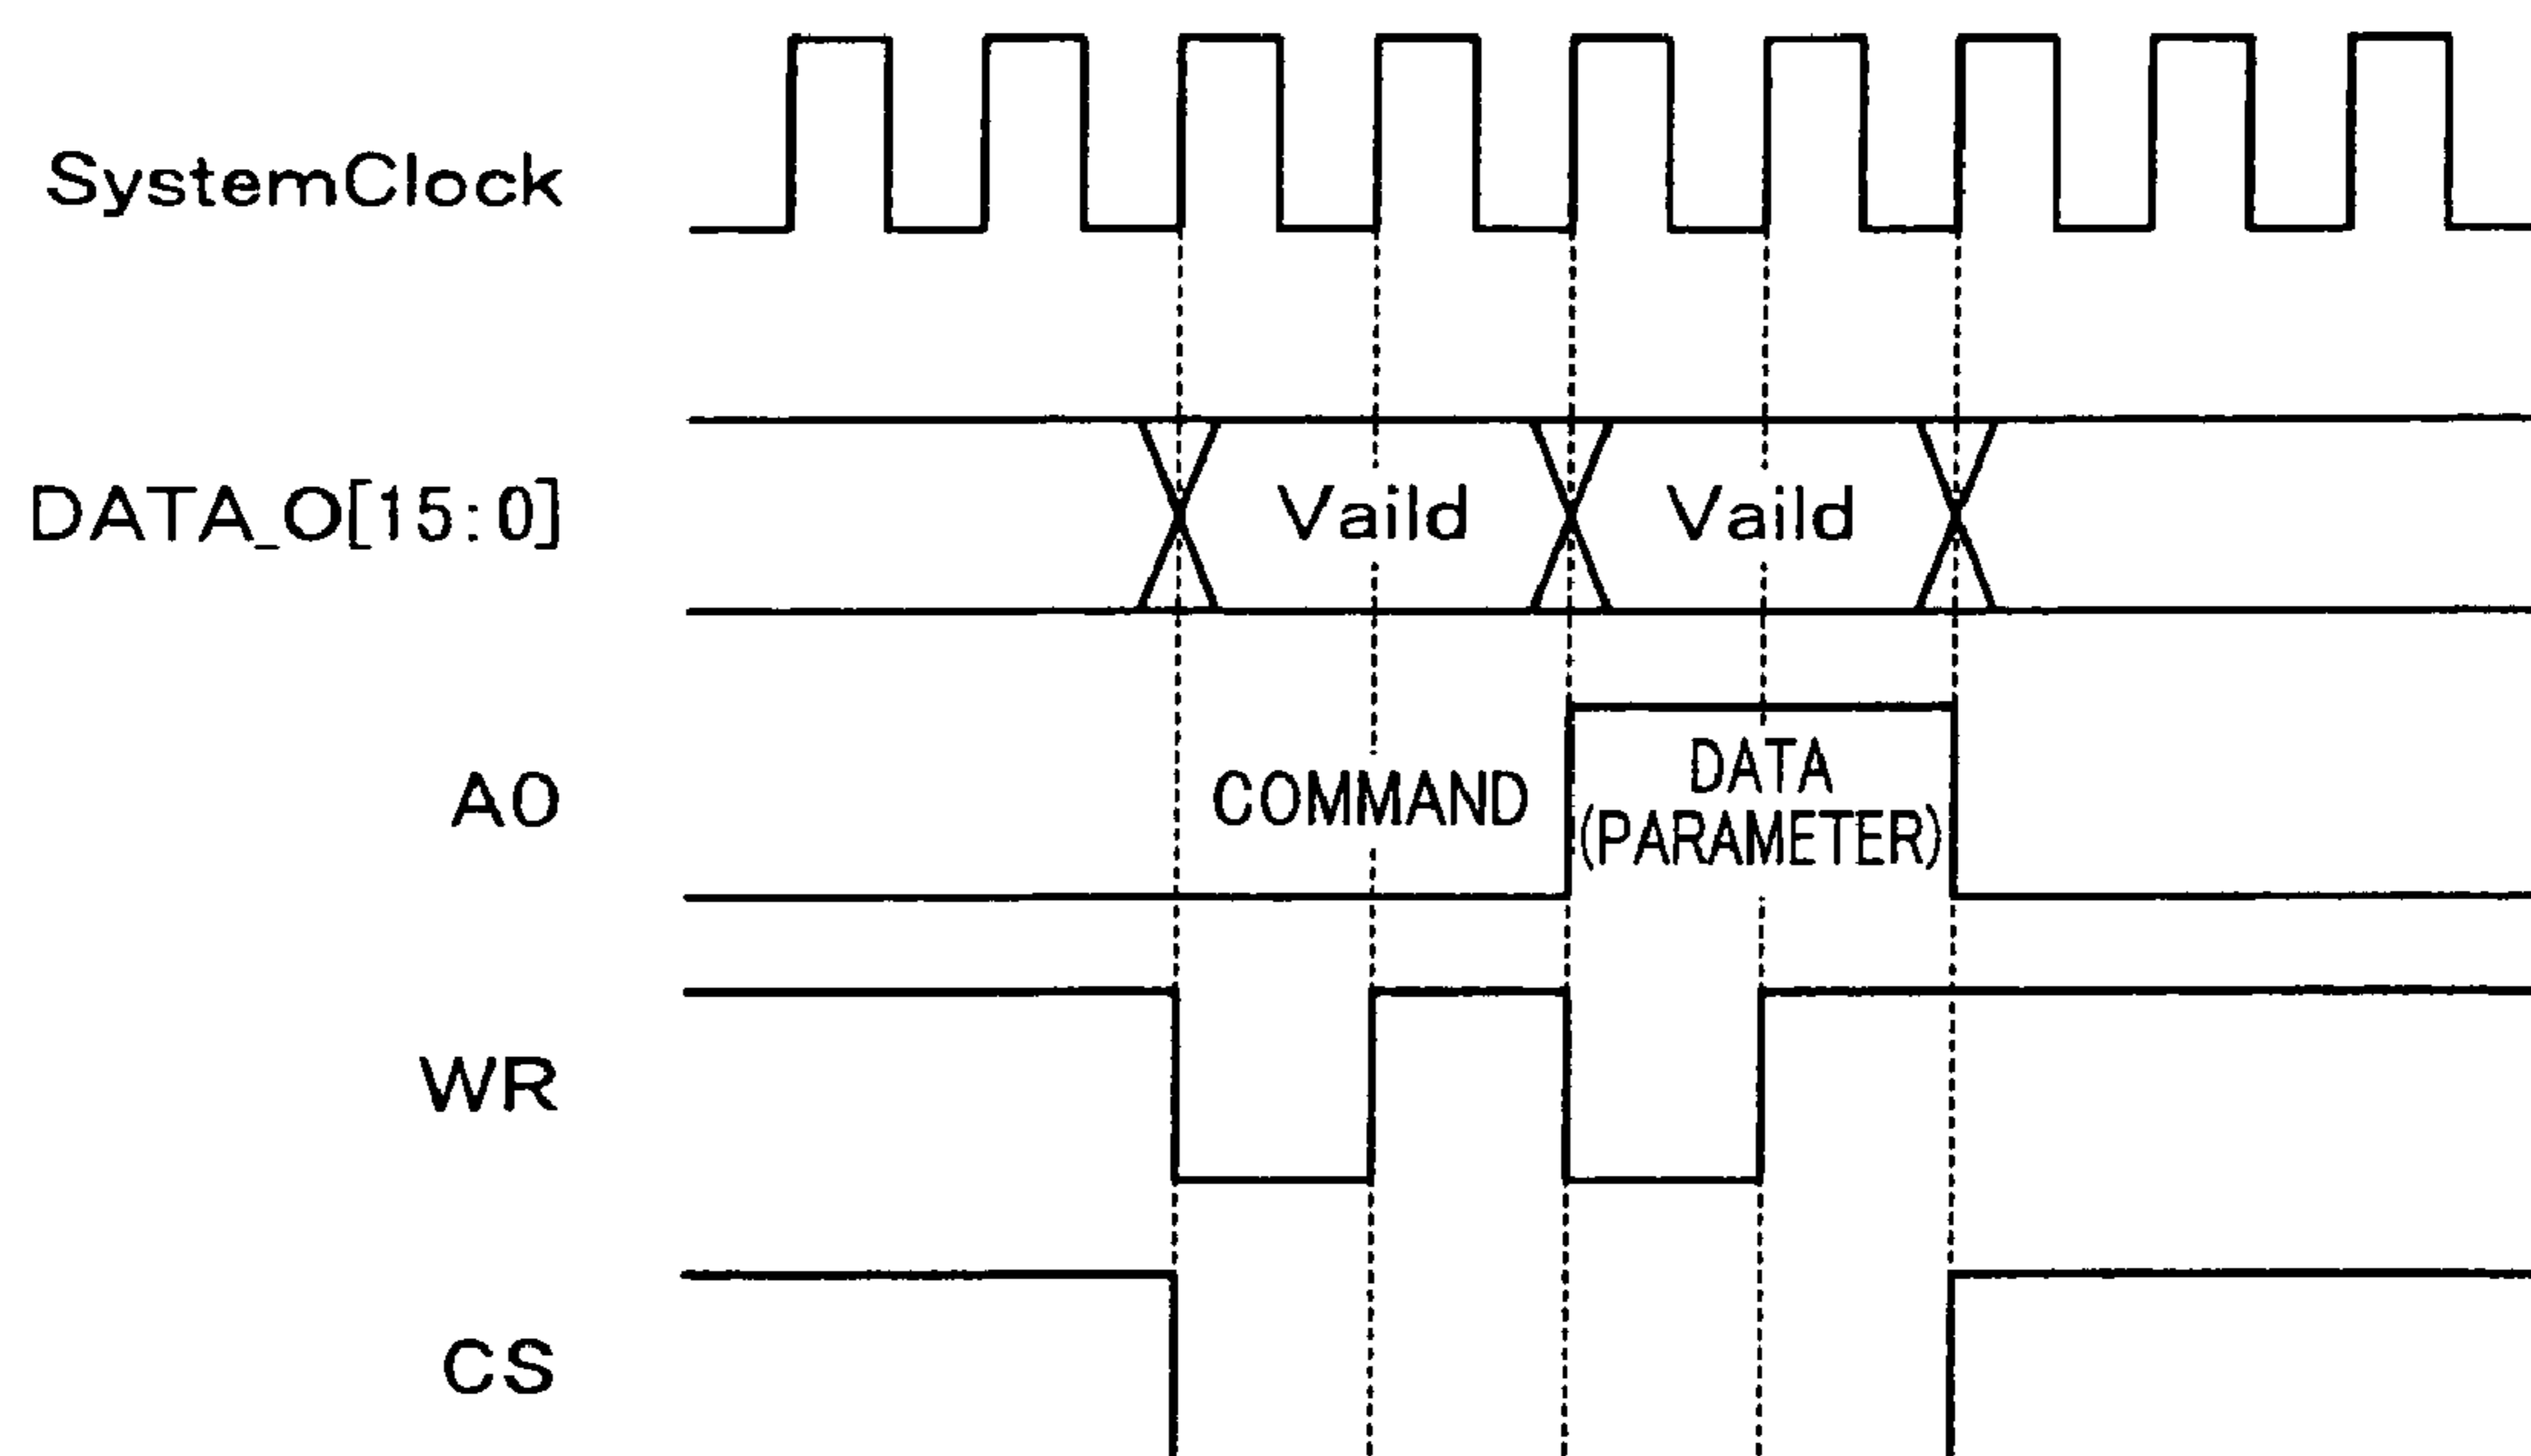 SystemClock
DATA_O[15:0]
Vaild
Vaild
A0
COMMAND
DATA
(PARAMETER)
WR
CS